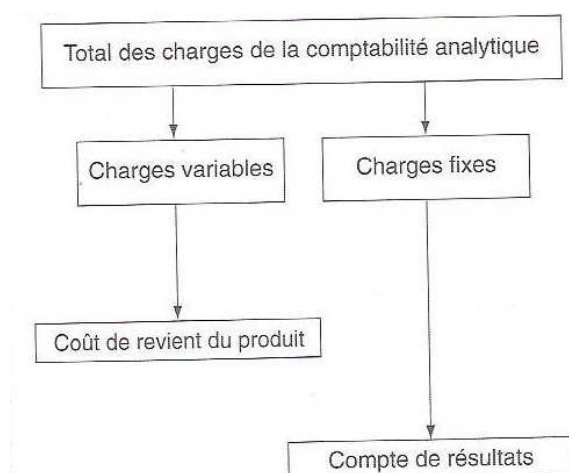 Total des charges de la comptabilité analytique
Charges variables
Charges fixes
Coût de revient du produit
Compte de résultats